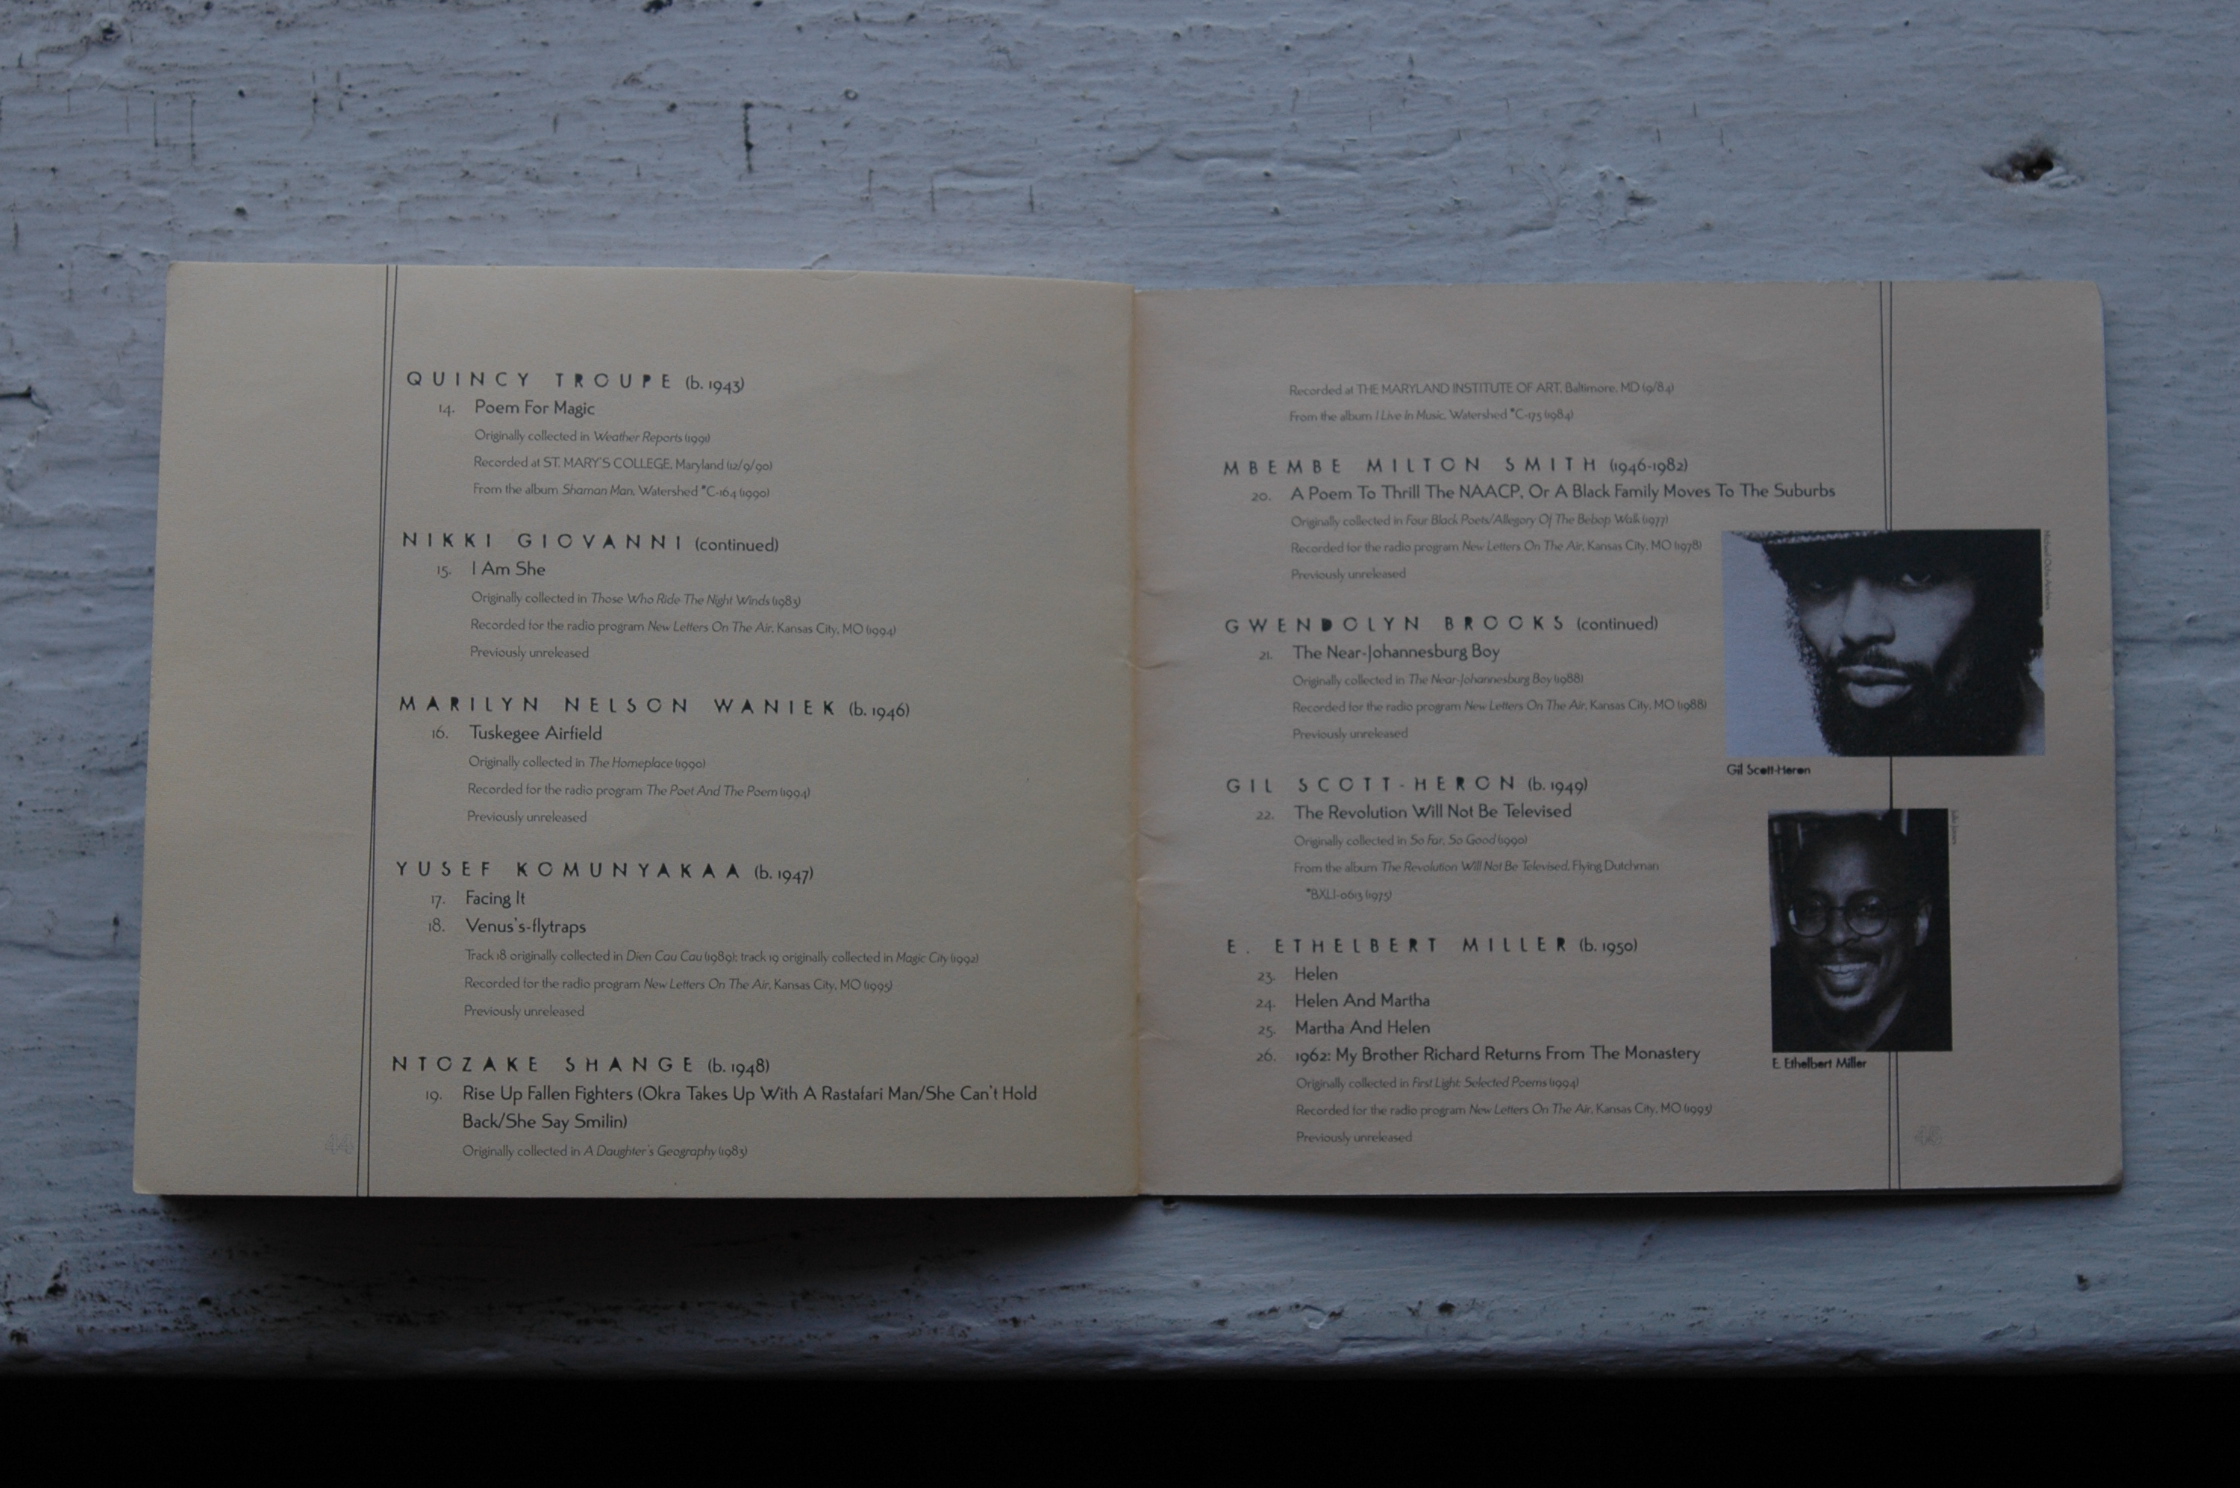 QUINCY TROUPE (b. 1943)
14. Poem For Magic
Originally collected in Weather Reports (1991)
Recorded at ST. MARY'S COLLEGE, Maryland (12/9/90)
From the album Shaman Man, Watershed #C-164 (1990)
NIKKI GIOVANNI (continued)
15. I Am She
Originally collected in Those Who Ride The Night Winds (1983)
Recorded for the radio program New Letters On The Air, Kansas City, MO (1994)
Previously unreleased
MARILYN NELSON WANIEK (b. 1946)
16. Tuskegee Airfield
Originally collected in The Homeplace (1990)
Recorded for the radio program The Poet And The Poem (1994)
Previously unreleased
YUSEF KOMUNYAKAA (b. 1947)
17. Facing It
18. Venus's-flytraps
Track 18 originally collected in Dien Cau Cau (1989); track 19 originally collected in Magic City (1992)
Recorded for the radio program New Letters On The Air, Kansas City, MO (1995)
Previously unreleased
NTOZAKE SHANGE (b. 1948)
19. Rise Up Fallen Fighters (Okra Takes Up With A Rastafari Man/She Can't Hold
Back/She Say Smilin)
Originally collected in A Daughter's Geography (1983)
44
Recorded at THE MARYLAND INSTITUTE OF ART, Baltimore, MD (9/84)
From the album I Live In Music, Watershed #C-175 (1984)
MBEMBE MILTON SMITH (1946-1982)
20. A Poem To Thrill The NAACP, Or A Black Family Moves To The Suburbs
Originally collected in Four Black Poets/Allegory Of The Bebop Walk (1977)
Recorded for the radio program New Letters On The Air, Kansas City, MO (1978)
Previously unreleased
GWENDOLYN BROOKS (continued)
21. The Near-Johannesburg Boy
Originally collected in The Near-Johannesburg Boy (1988)
Recorded for the radio program New Letters On The Air, Kansas City, MO (1988)
Previously unreleased
GIL SCOTT-HERON (b. 1949)
22. The Revolution Will Not Be Televised
Originally collected in So Far, So Good (1990)
From the album The Revolution Will Not Be Televised, Flying Dutchman
#BXL1-0613 (1975)
E. ETHELBERT MILLER (b. 1950)
23. Helen
24. Helen And Martha
25. Martha And Helen
26. 1962: My Brother Richard Returns From The Monastery
Originally collected in First Light: Selected Poems (1994)
Recorded for the radio program New Letters On The Air, Kansas City, MO (1995)
Previously unreleased
Michael Ochs Archives
Gil Scott-Heron
E. Ethelbert Miller
45